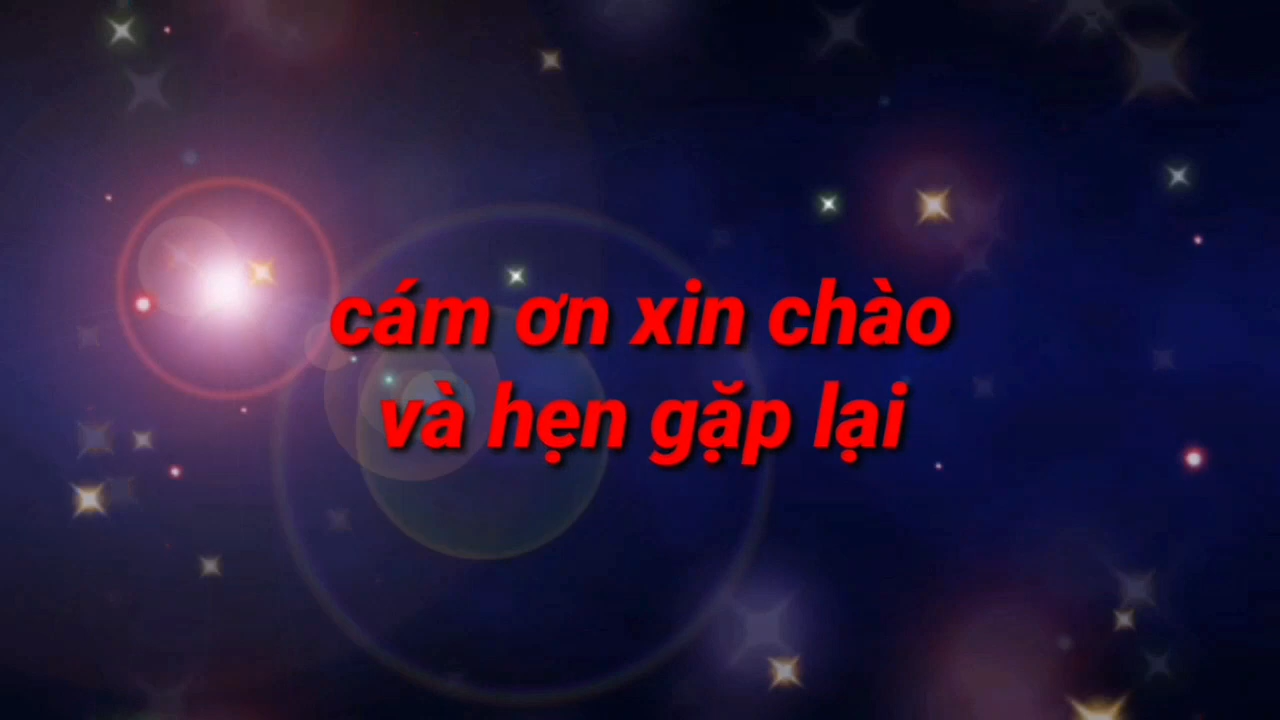 cám ơn xin chào
và hẹn gặp lại